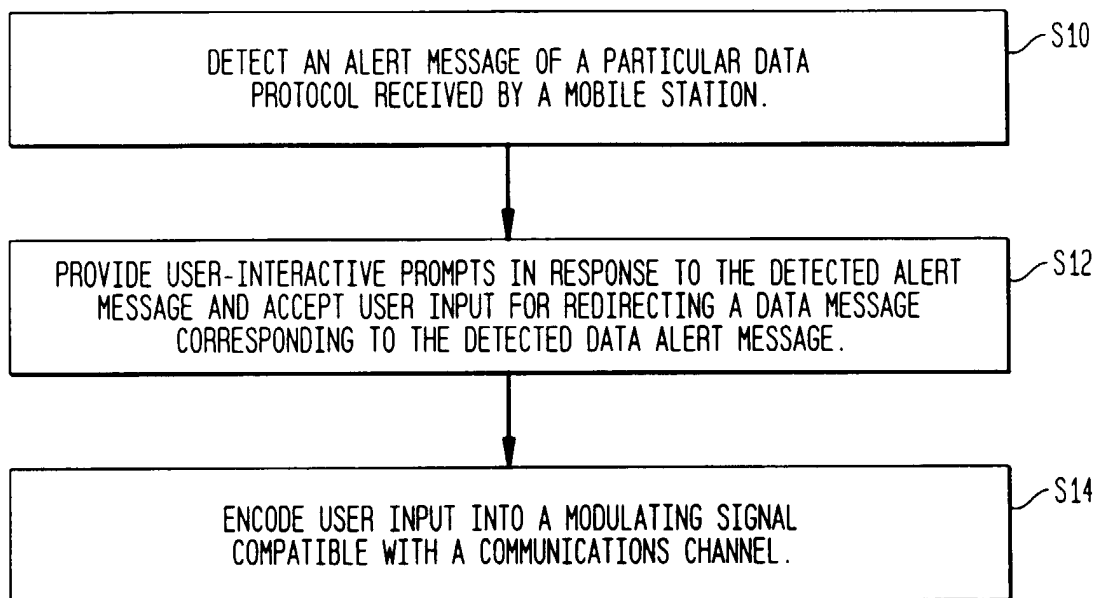 DETECT AN ALERT MESSAGE OF A PARTICULAR DATA
PROTOCOL RECEIVED BY A MOBILE STATION.
S10
PROVIDE USER-INTERACTIVE PROMPTS IN RESPONSE TO THE DETECTED ALERT
MESSAGE AND ACCEPT USER INPUT FOR REDIRECTING A DATA MESSAGE
CORRESPONDING TO THE DETECTED DATA ALERT MESSAGE.
S12
ENCODE USER INPUT INTO A MODULATING SIGNAL
COMPATIBLE WITH A COMMUNICATIONS CHANNEL.
S14